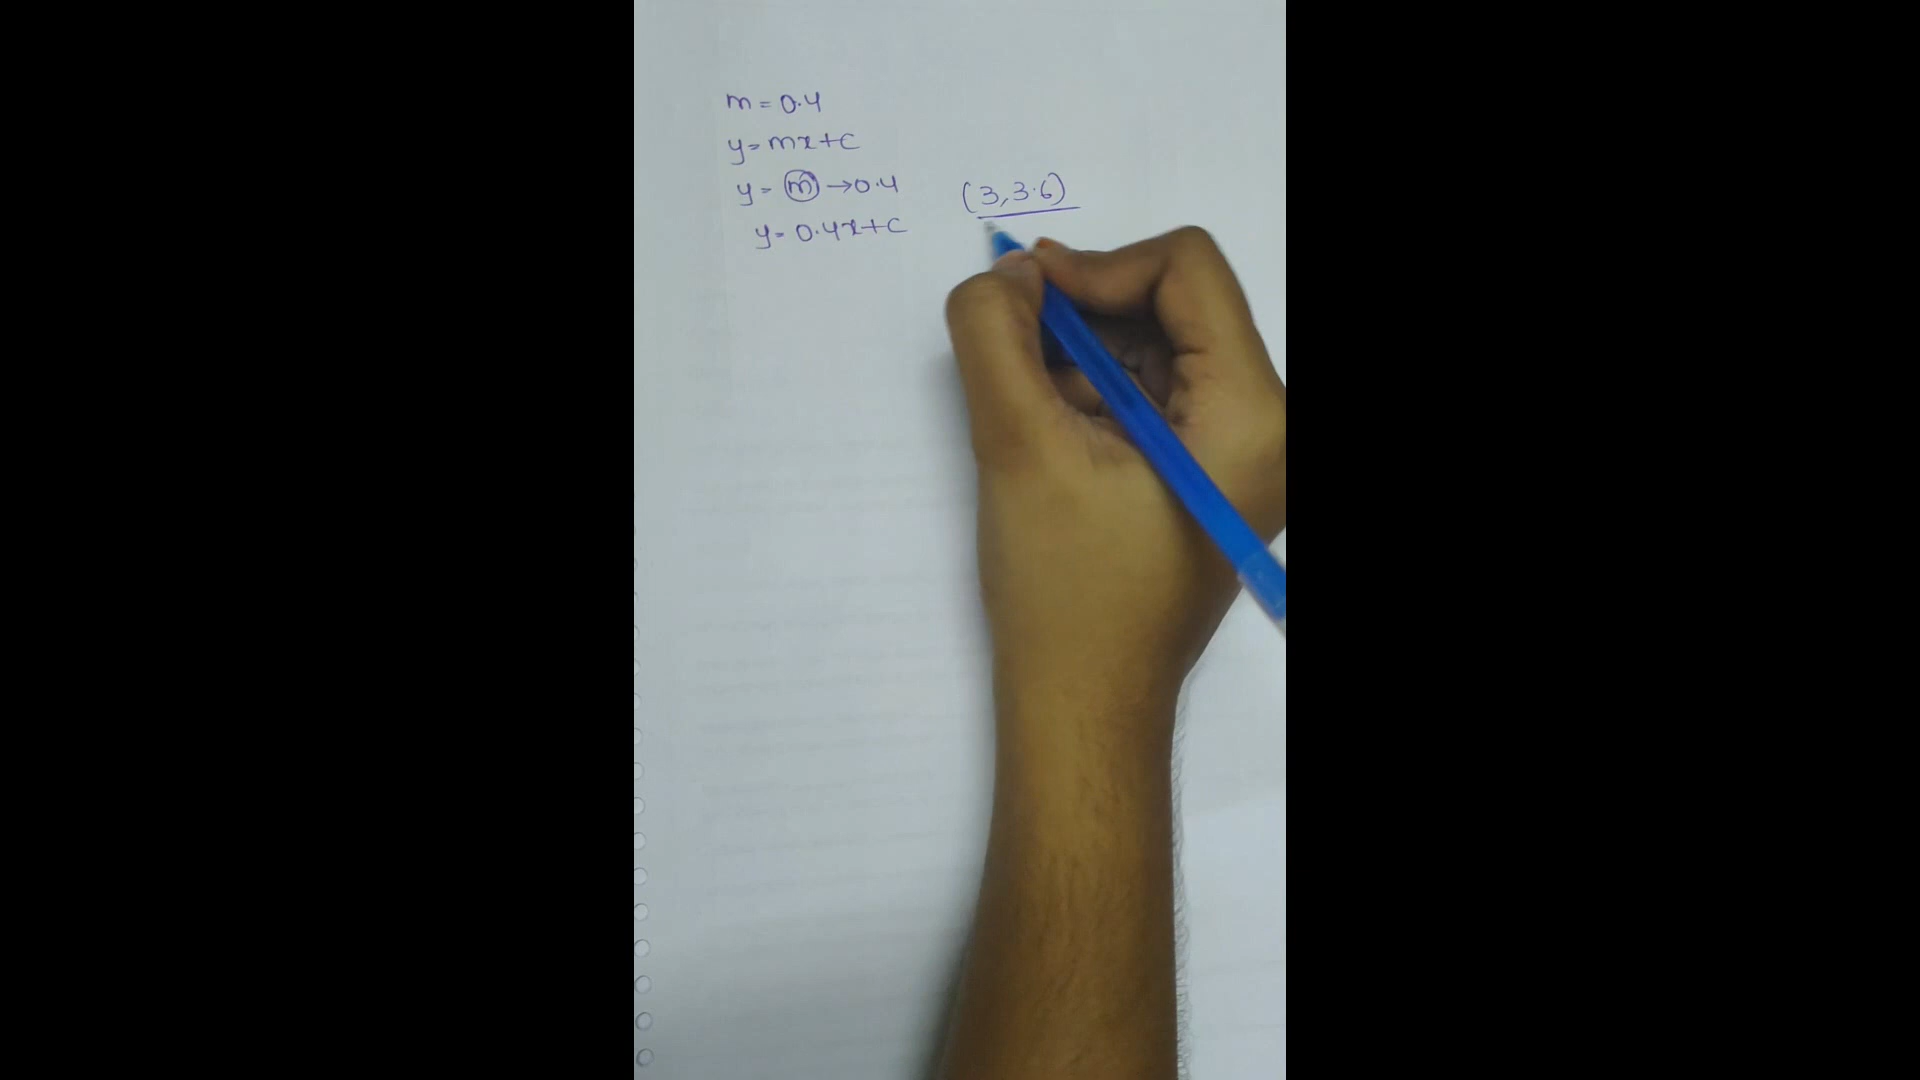 m = 0.4
y = mx+c
y = m → 0.4
(3, 3.6)
y = 0.4x+c